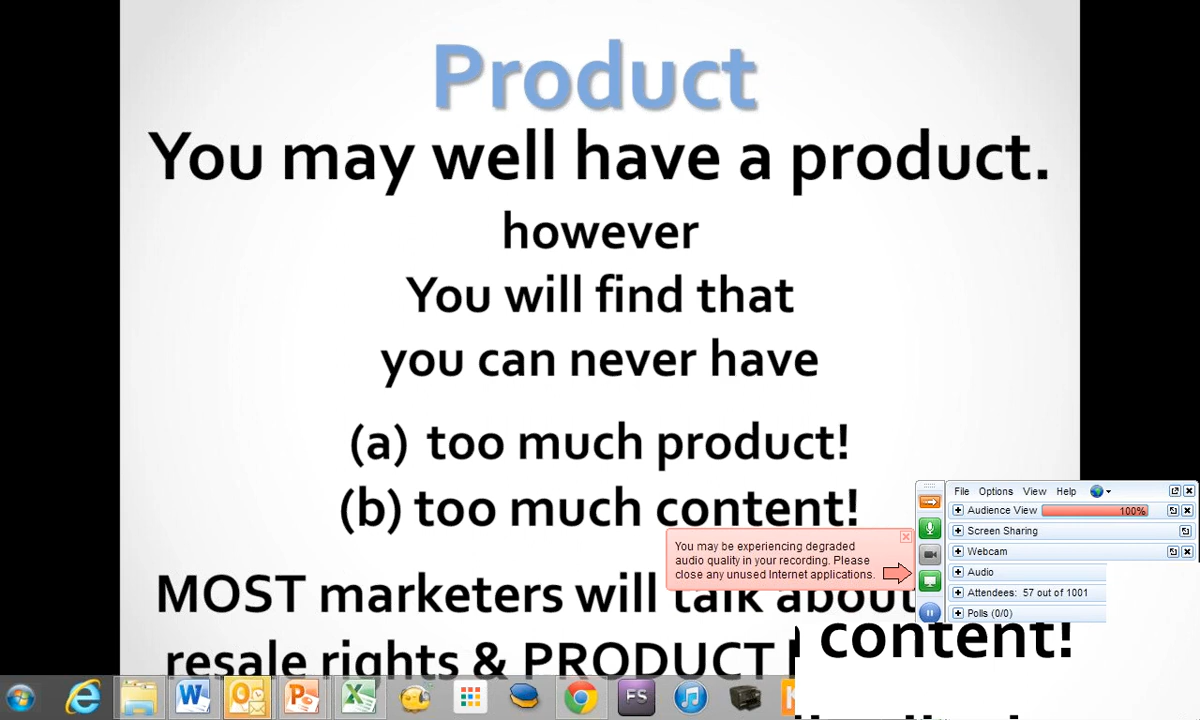 Product
You may well have a product.
however
You will find that
you can never have
(a) too much product!
(b) too much content!
MOST marketers will talk about
resale rights & PRODUCT
File Options View Help
Audience View 100%
Screen Sharing
Webcam
Audio
Attendees: 57 out of 1001
Polls (0/0)
You may be experiencing degraded
audio quality in your recording. Please
close any unused Internet applications.
content!
FS